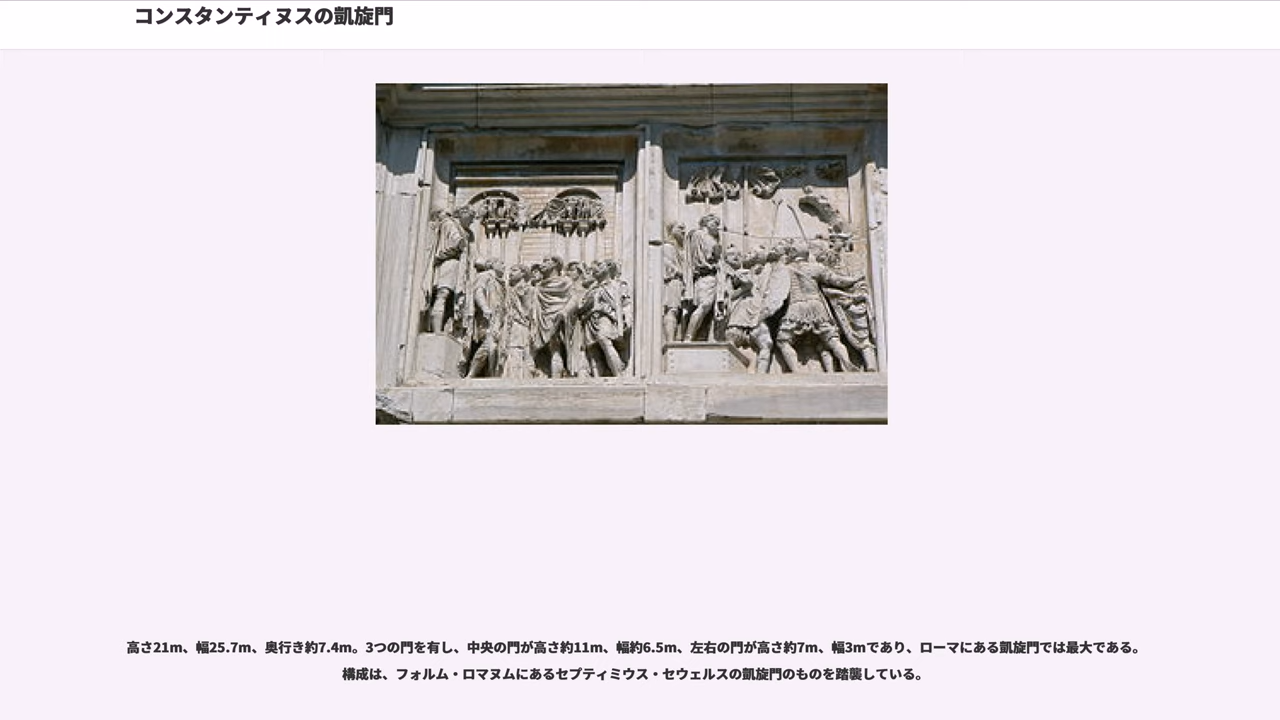 コンスタンティヌスの凱旋門
高さ21m、幅25.7m、奥行き約7.4m。3つの門を有し、中央の門が高さ約11m、幅約6.5m、左右の門が高さ約7m、幅3mであり、ローマにある凱旋門では最大である。
構成は、フォルム・ロマヌムにあるセプティミウス・セウェルスの凱旋門のものを踏襲している。